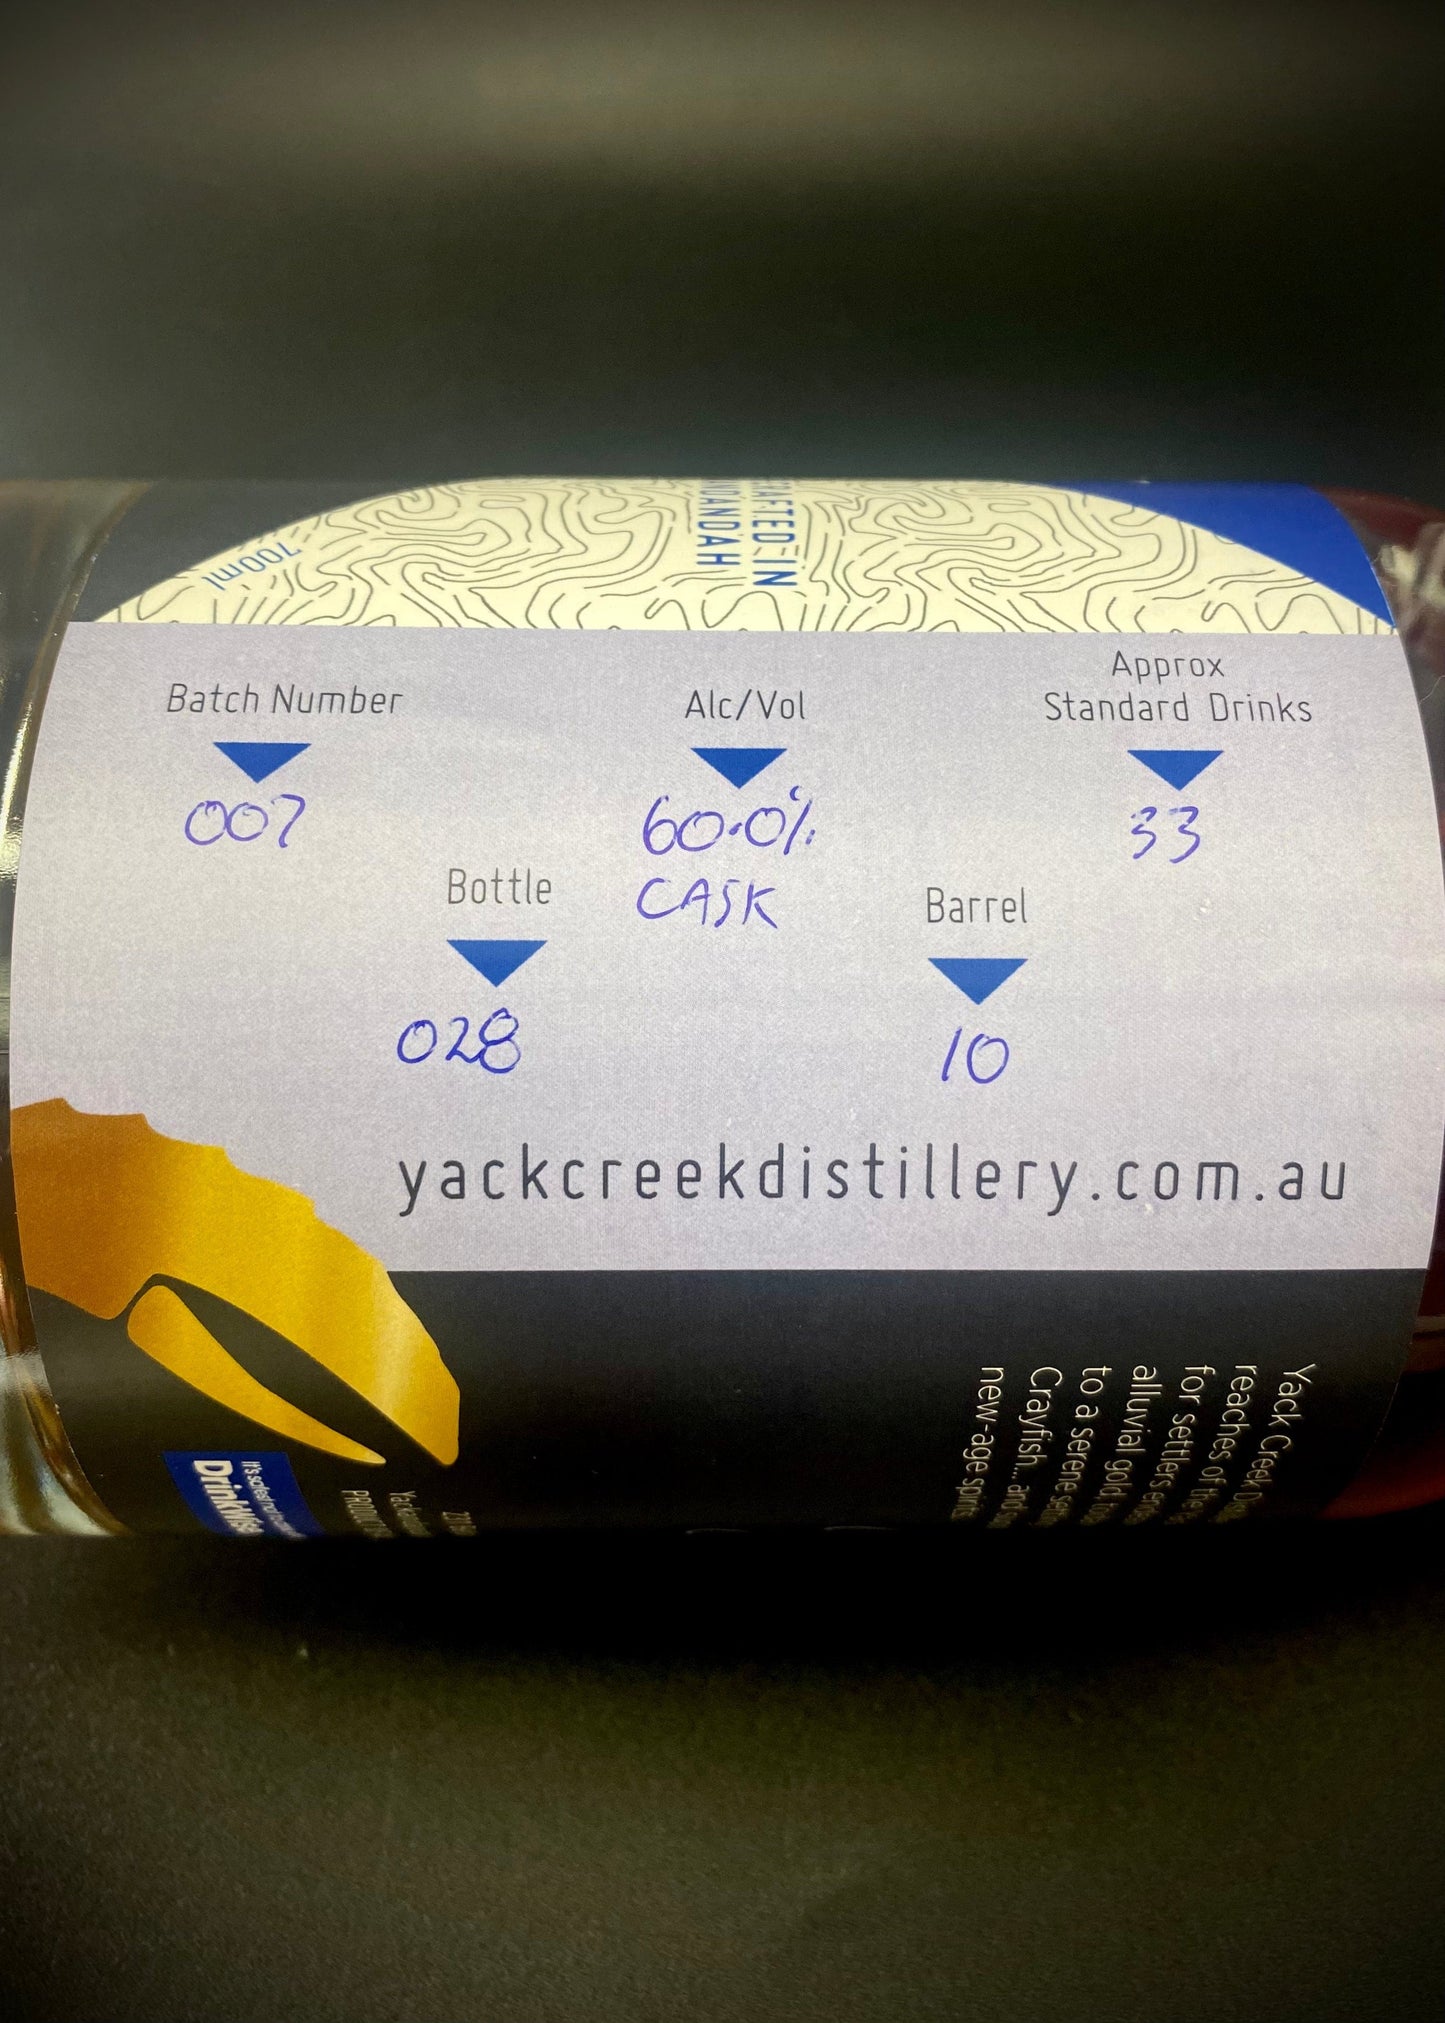 700ml
IN
Batch Number
007
Alc/Vol
60.0%
CASK
Approx
Standard Drinks
33
Bottle
028
Barrel
10
yackcreekdistillery.com.au
Yack Creek
reaches of the
for settlers
alluvial gold
to a serene
Crayfish... and
new-age spirits